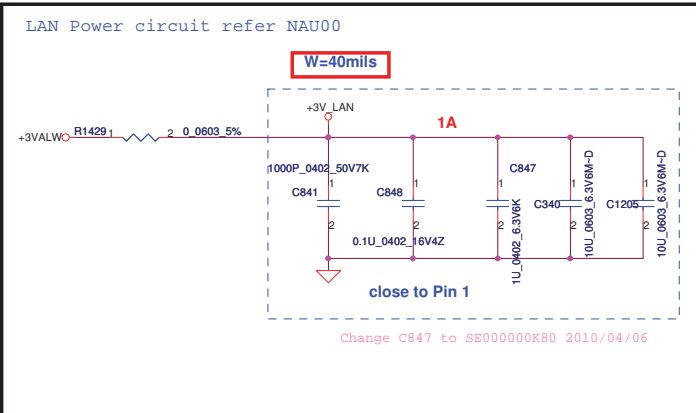 LAN Power circuit refer NAU00
W=40mils
+3V_LAN
+3VALW R1429 1 2 0_0603_5%
1A
1000P_0402_50V7K
C847
1 1 1 1 1
C841 C848 C340 C1205
2 2 2 2 2
0.1U_0402_16V4Z
1U_0402_6.3V6K
10U_0603_6.3V6M~D
10U_0603_6.3V6M~D
close to Pin 1
Change C847 to SE000000K80 2010/04/06